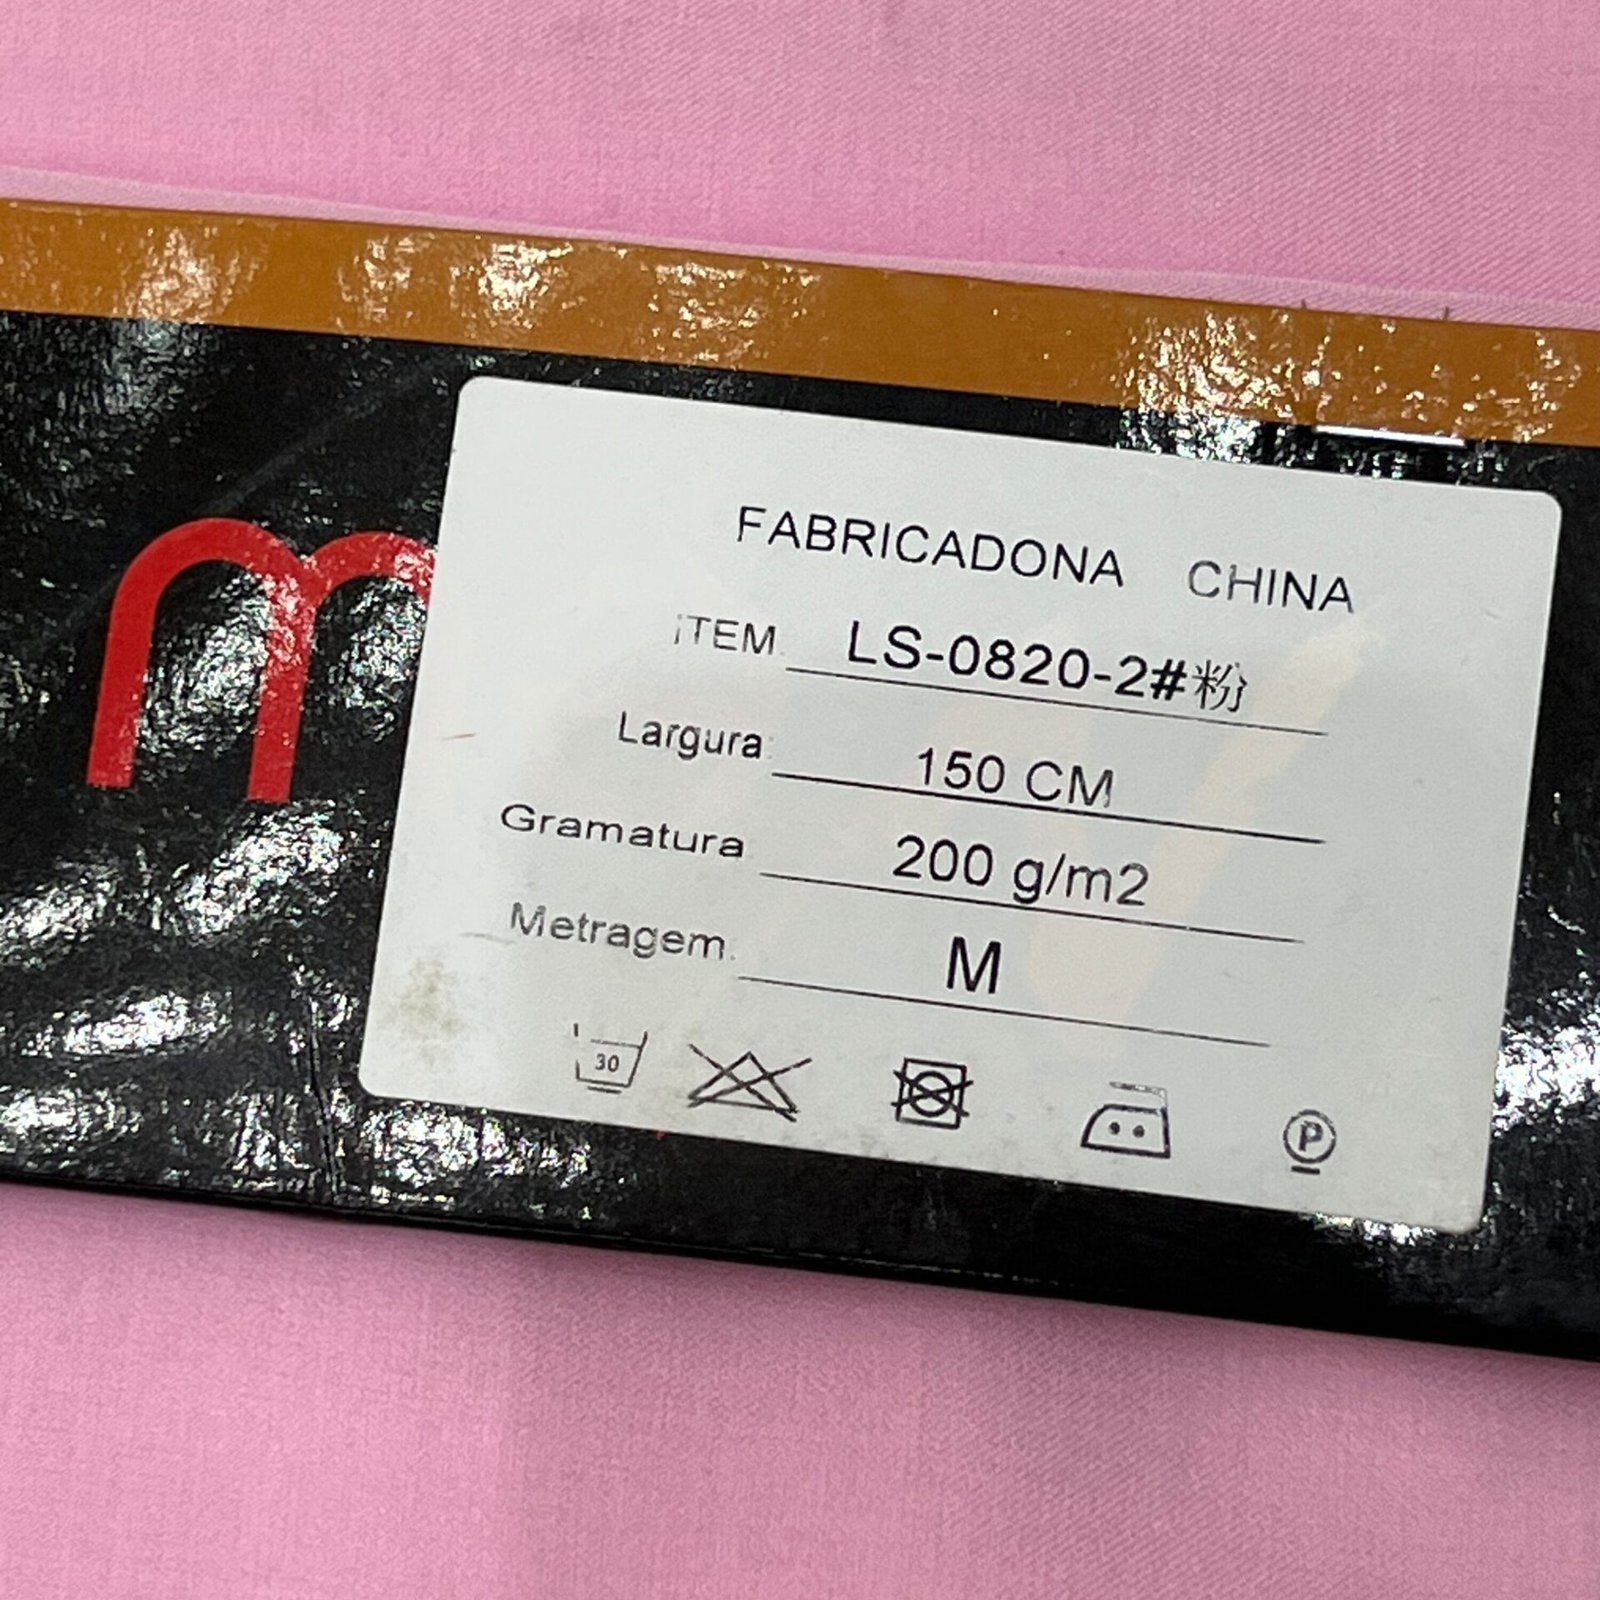 m
FABRICADONA CHINA
ITEM. LS-0820-2#粉
Largura: 150 CM
Gramatura 200 g/m2
Metragem. M
30
P